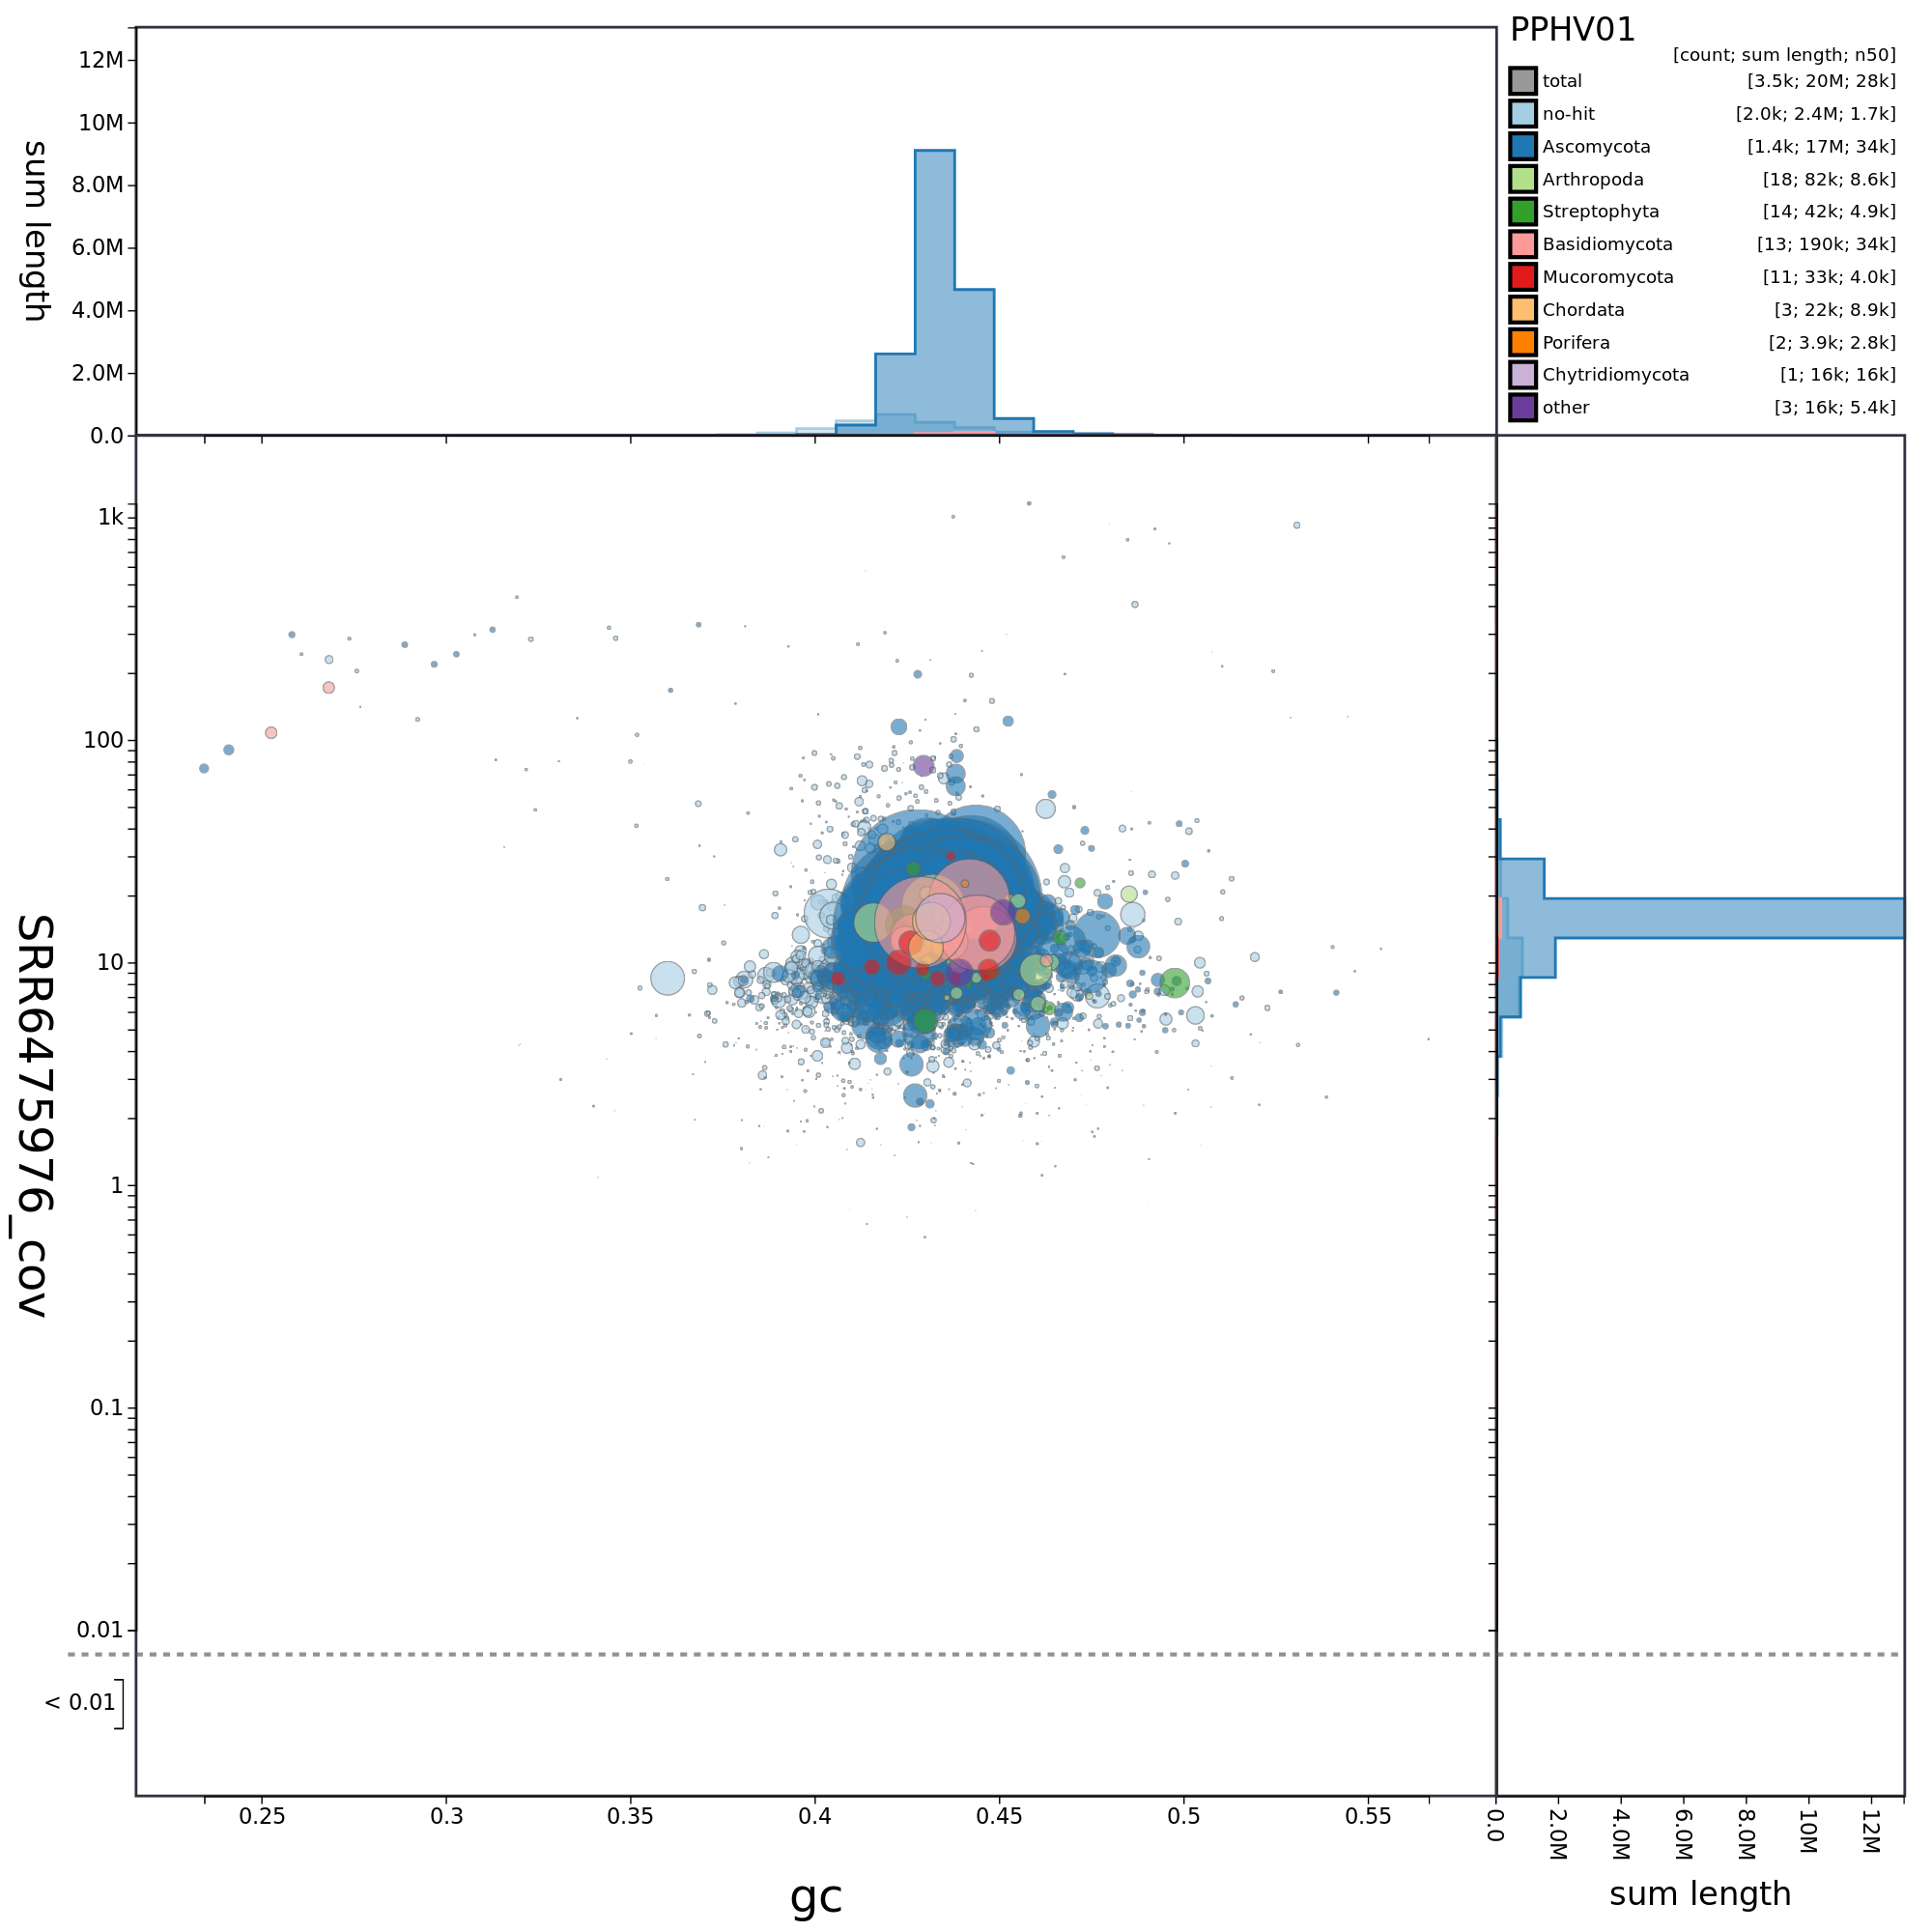 PPHV01
[count; sum length; n50]
total [3.5k; 20M; 28k]
no-hit [2.0k; 2.4M; 1.7k]
Ascomycota [1.4k; 17M; 34k]
Arthropoda [18; 82k; 8.6k]
Streptophyta [14; 42k; 4.9k]
Basidiomycota [13; 190k; 34k]
Mucoromycota [11; 33k; 4.0k]
Chordata [3; 22k; 8.9k]
Porifera [2; 3.9k; 2.8k]
Chytridiomycota [1; 16k; 16k]
other [3; 16k; 5.4k]
sum length
12M
10M
8.0M
6.0M
4.0M
2.0M
0.0
SRR6475976_cov
1k
100
10
1
0.1
0.01
< 0.01
0.25 0.3 0.35 0.4 0.45 0.5 0.55
gc
0.0 2.0M 4.0M 6.0M 8.0M 10M 12M
sum length